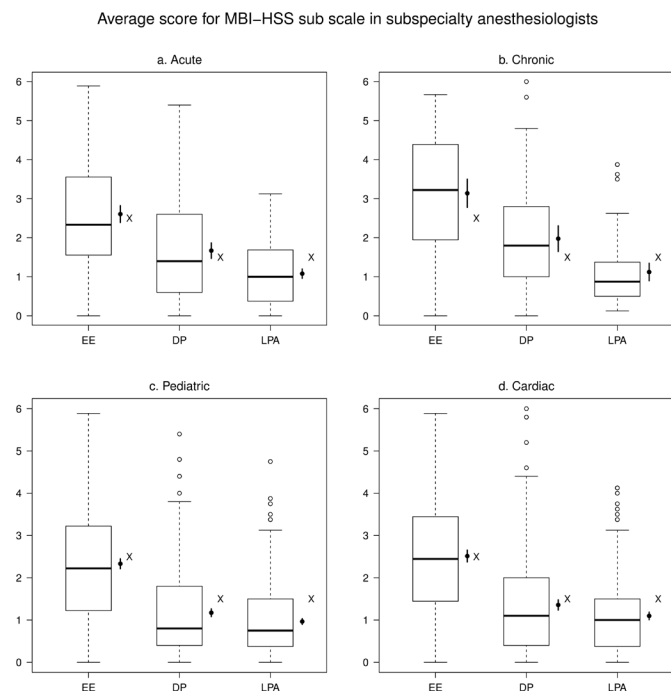 Average score for MBI−HSS sub scale in subspecialty anesthesiologists
a. Acute
6
5
4
3
2
1
0
X
X
X
EE DP LPA
b. Chronic
6
5
4
3
2
1
0
X
X
X
EE DP LPA
c. Pediatric
6
5
4
3
2
1
0
X
X
X
EE DP LPA
d. Cardiac
6
5
4
3
2
1
0
X
X
X
EE DP LPA